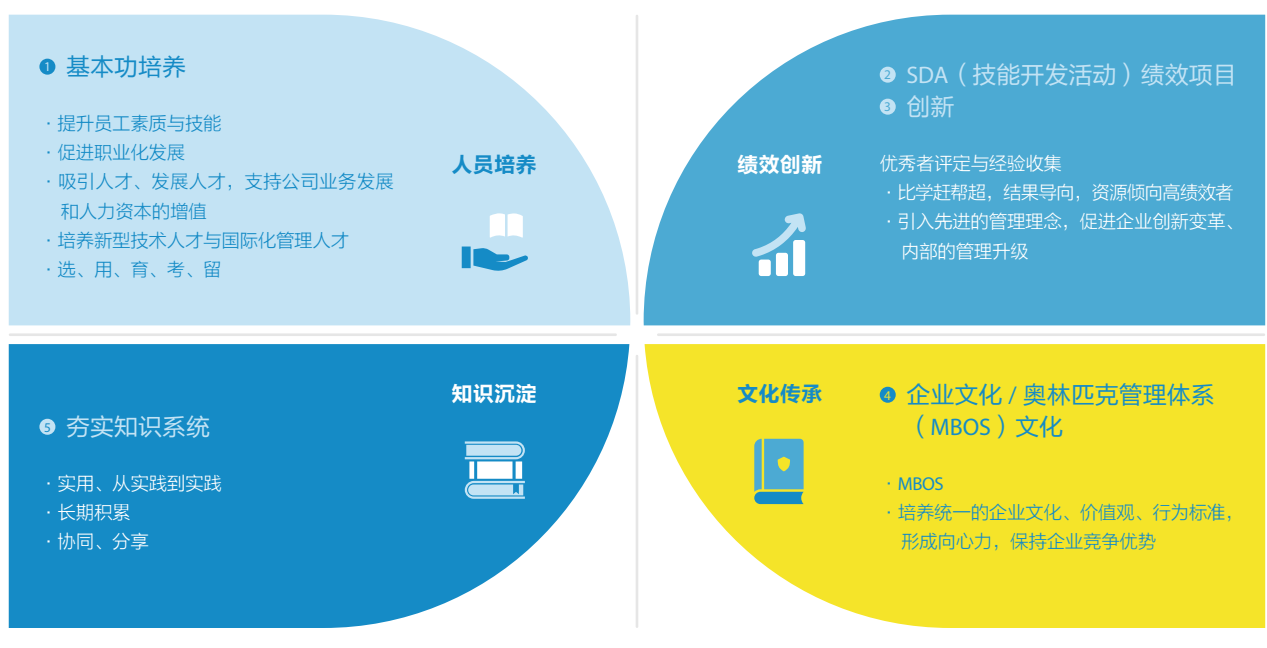 ❶ 基本功培养
· 提升员工素质与技能
· 促进职业化发展
· 吸引人才、发展人才，支持公司业务发展
和人力资本的增值
· 培养新型技术人才与国际化管理人才
· 选、用、育、考、留
人员培养
❷ SDA（技能开发活动）绩效项目
❸ 创新
绩效创新
优秀者评定与经验收集
· 比学赶帮超，结果导向，资源倾向高绩效者
· 引入先进的管理理念，促进企业创新变革、
内部的管理升级
知识沉淀
❺ 夯实知识系统
· 实用、从实践到实践
· 长期积累
· 协同、分享
文化传承
❹ 企业文化 / 奥林匹克管理体系
（MBOS）文化
· MBOS
· 培养统一的企业文化、价值观、行为标准，
形成向心力，保持企业竞争优势